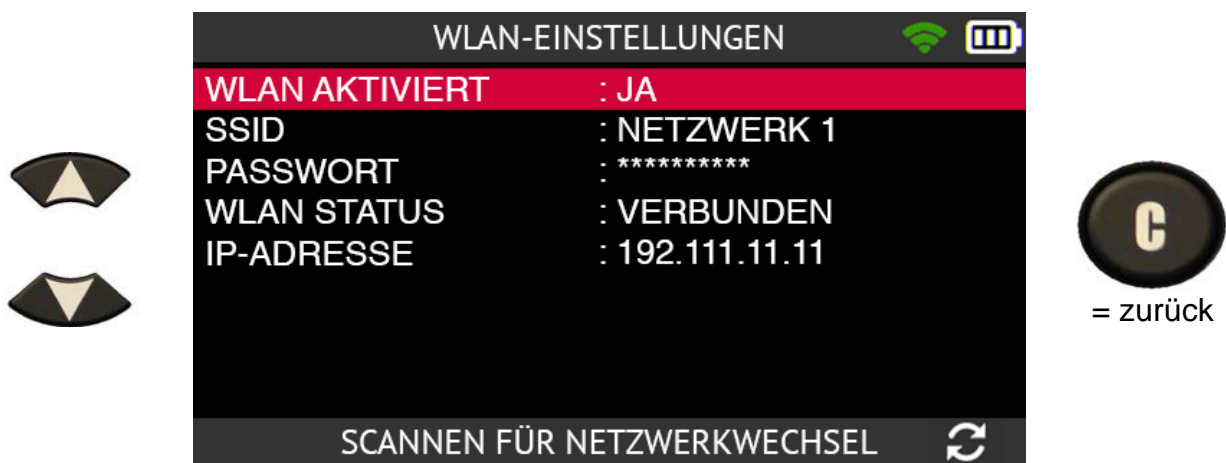 WLAN-EINSTELLUNGEN
WLAN AKTIVIERT : JA
SSID : NETZWERK 1
PASSWORT : **********
WLAN STATUS : VERBUNDEN
IP-ADRESSE : 192.111.11.11
SCANNEN FÜR NETZWERKWECHSEL
C
= zurück